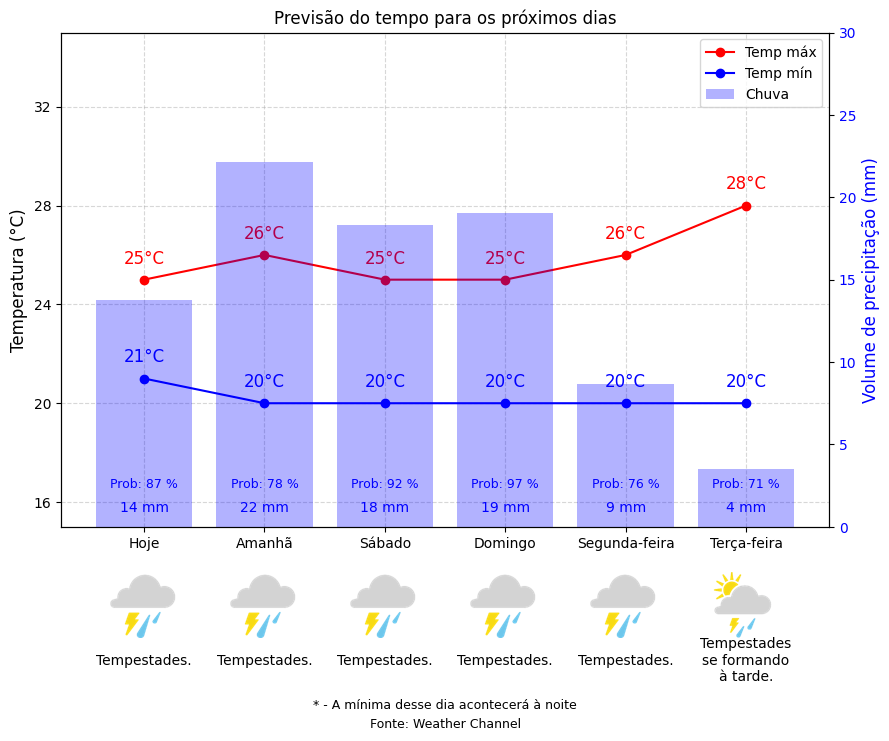 Previsão do tempo para os próximos dias
Temp máx
Temp mín
Chuva
Temperatura (°C)
32
28
24
20
16
30
25
20
15
10
5
0
Volume de precipitação (mm)
25°C
26°C
25°C
25°C
26°C
28°C
21°C
20°C
20°C
20°C
20°C
20°C
Prob: 87 %
Prob: 78 %
Prob: 92 %
Prob: 97 %
Prob: 76 %
Prob: 71 %
14 mm
22 mm
18 mm
19 mm
9 mm
4 mm
Hoje
Amanhã
Sábado
Domingo
Segunda-feira
Terça-feira
Tempestades.
Tempestades.
Tempestades.
Tempestades.
Tempestades.
Tempestades
se formando
à tarde.
* - A mínima desse dia acontecerá à noite
Fonte: Weather Channel